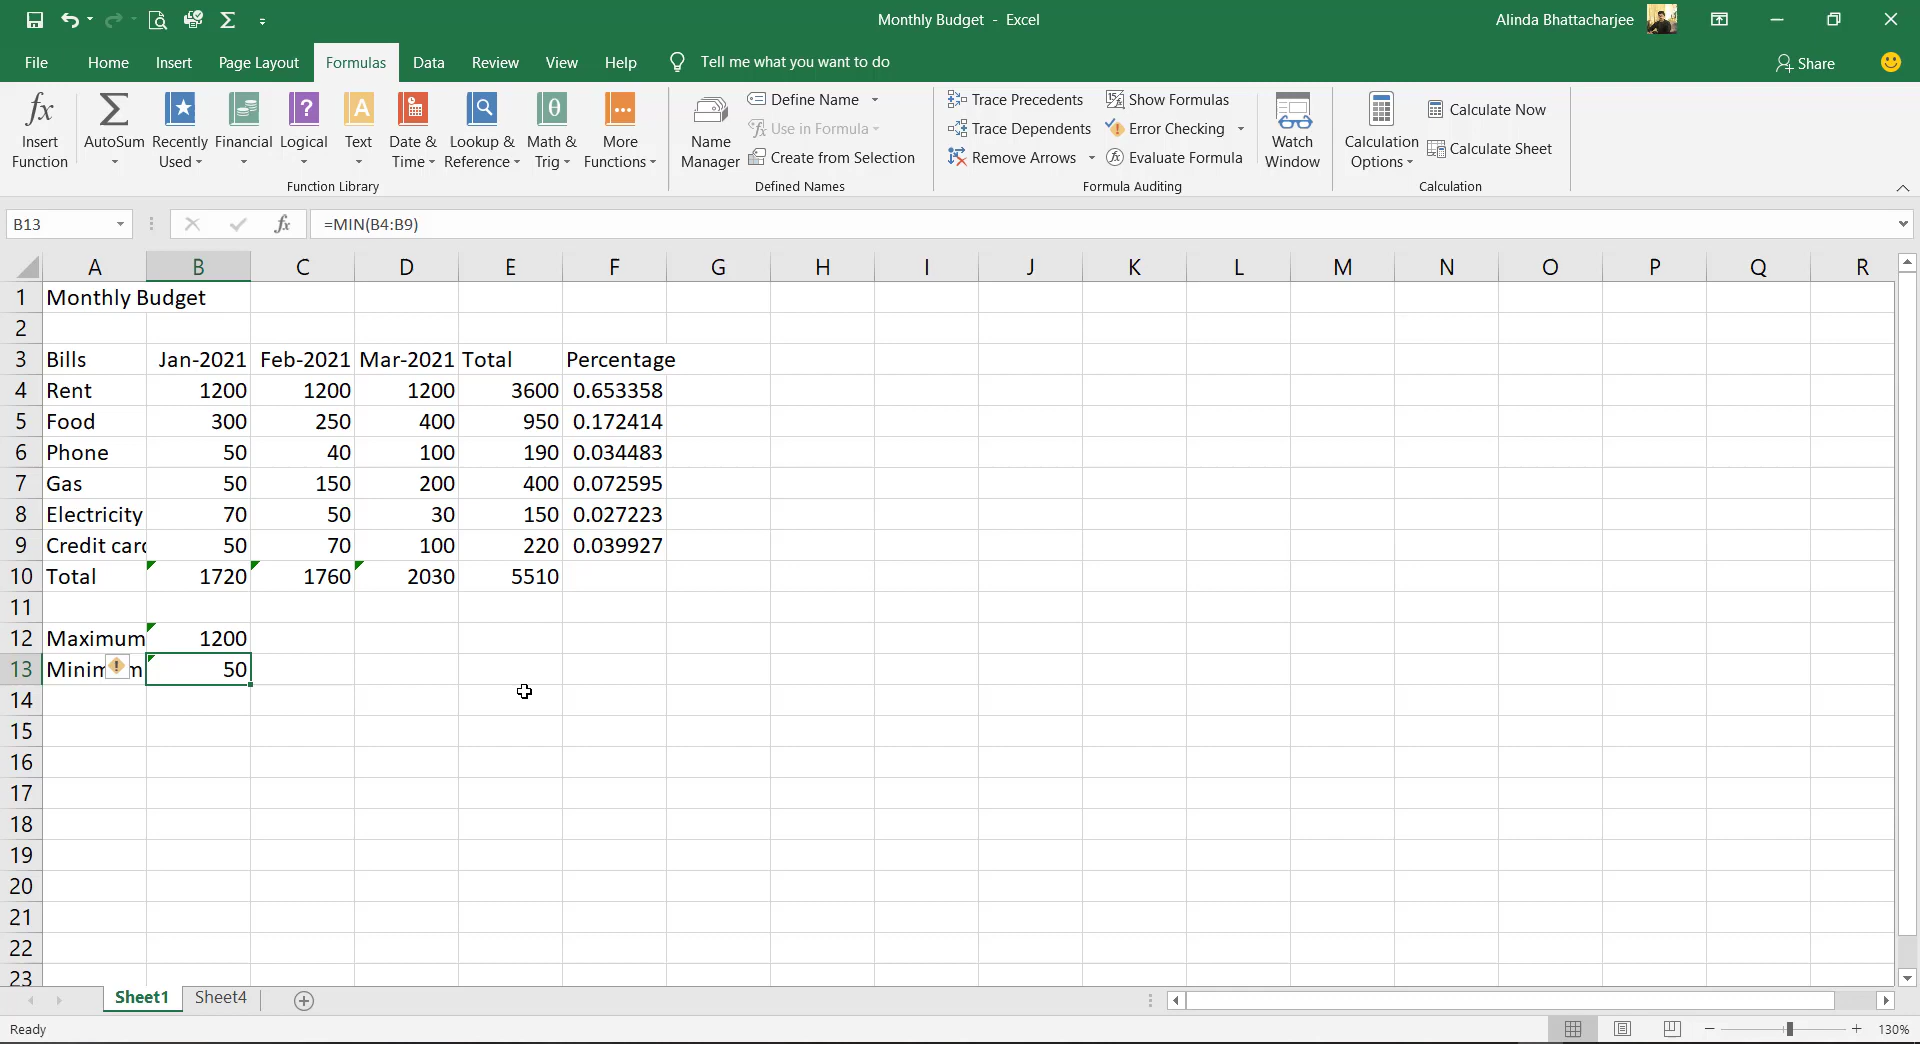 Monthly Budget - Excel
Alinda Bhattacharjee
File Home Insert Page Layout Formulas Data Review View Help Tell me what you want to do Share
Insert Function
AutoSum
Recently Used
Financial
Logical
Text
Date & Time
Lookup & Reference
Math & Trig
More Functions
Function Library
Name Manager
Define Name
Use in Formula
Create from Selection
Defined Names
Trace Precedents
Trace Dependents
Remove Arrows
Show Formulas
Error Checking
Evaluate Formula
Formula Auditing
Watch Window
Calculation Options
Calculate Now
Calculate Sheet
Calculation
B13 fx =MIN(B4:B9)
A B C D E F G H I J K L M N O P Q R
1 Monthly Budget
2
3 Bills Jan-2021 Feb-2021 Mar-2021 Total Percentage
4 Rent 1200 1200 1200 3600 0.653358
5 Food 300 250 400 950 0.172414
6 Phone 50 40 100 190 0.034483
7 Gas 50 150 200 400 0.072595
8 Electricity 70 50 30 150 0.027223
9 Credit card 50 70 100 220 0.039927
10 Total 1720 1760 2030 5510
11
12 Maximum 1200
13 Minimum 50
14
15
16
17
18
19
20
21
22
23
Sheet1 Sheet4
Ready 130%